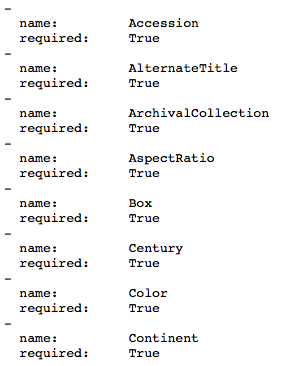 –
name: Accession
required: True
–
name: AlternateTitle
required: True
–
name: ArchivalCollection
required: True
–
name: AspectRatio
required: True
–
name: Box
required: True
–
name: Century
required: True
–
name: Color
required: True
–
name: Continent
required: True